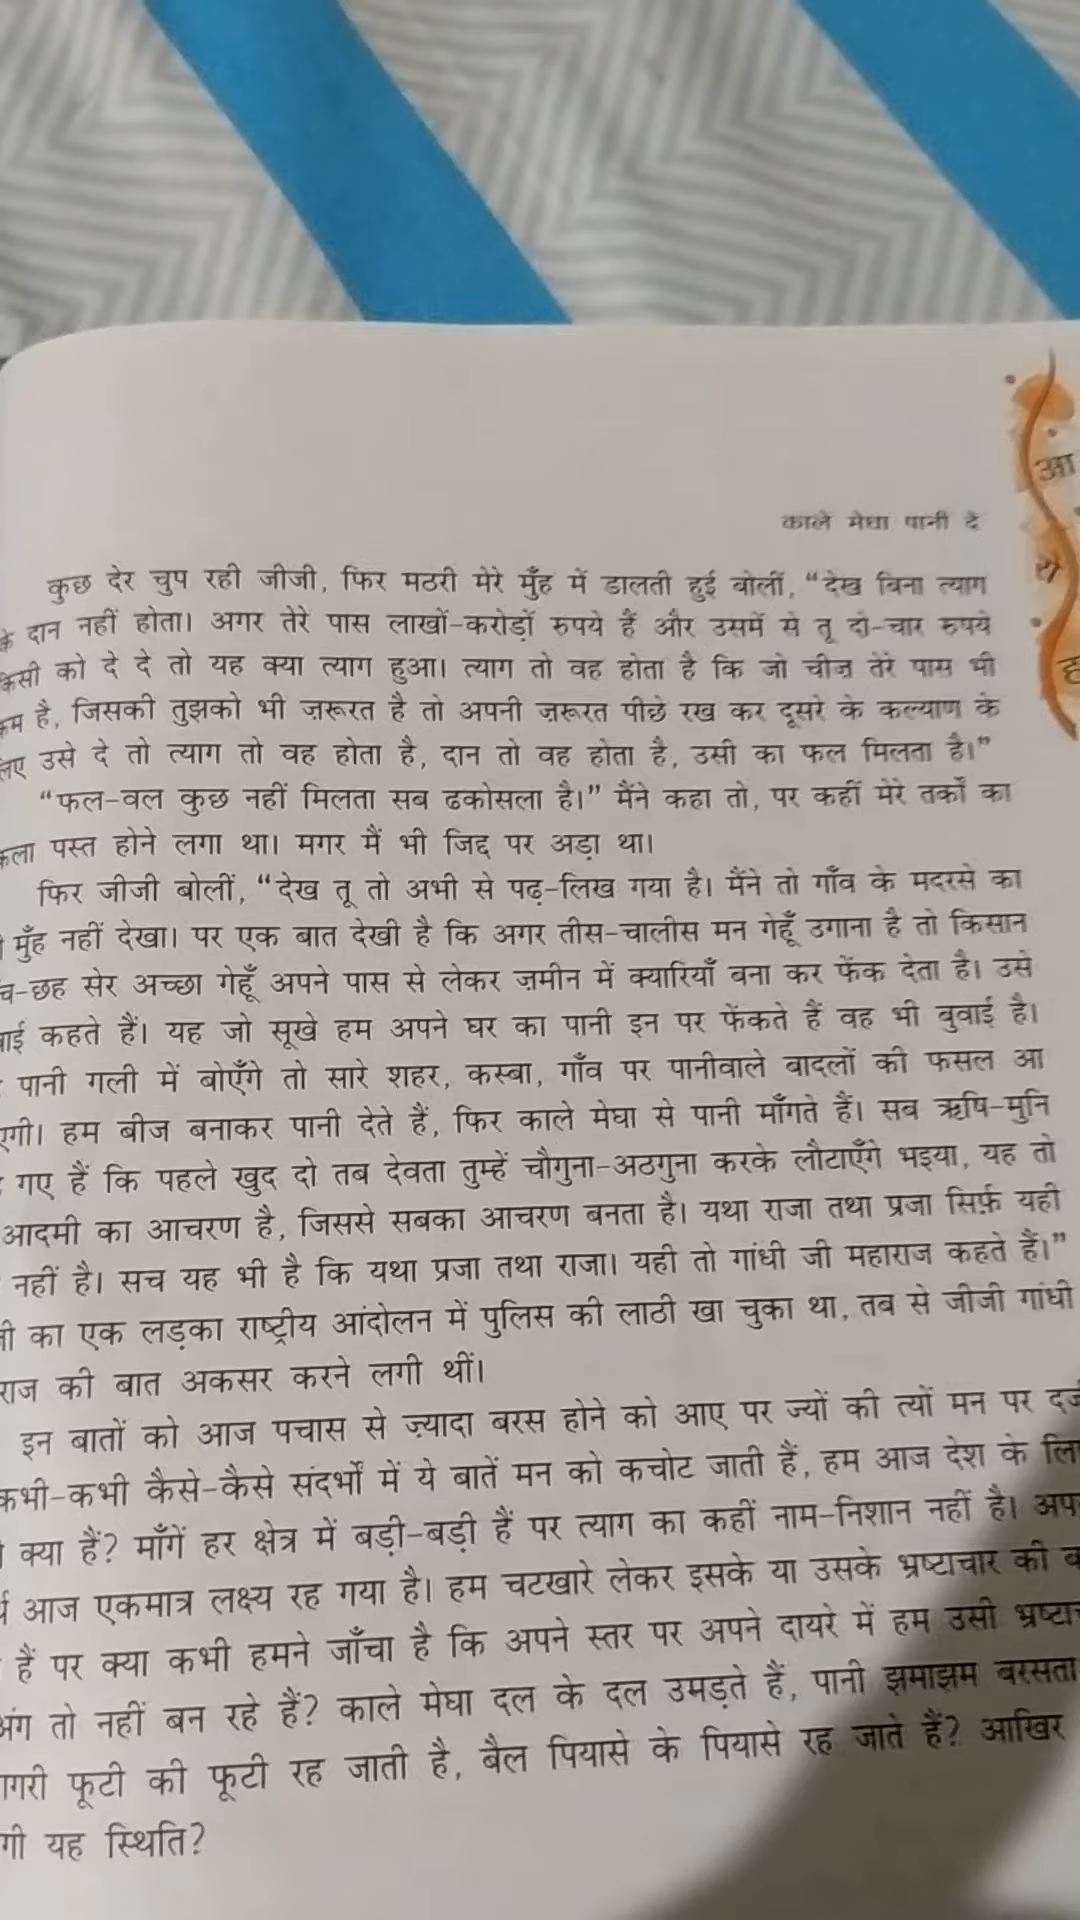 काले मेघा पानी दे
आ
ह
कुछ देर चुप रही जीजी, फिर मठरी मेरे मुँह में डालती हुई बोलीं, “देख बिना त्याग
दान नहीं होता। अगर तेरे पास लाखों-करोड़ों रुपये हैं और उसमें से तू दो-चार रुपये
किसी को दे दे तो यह क्या त्याग हुआ। त्याग तो वह होता है कि जो चीज़ तेरे पास भी
है, जिसकी तुझको भी ज़रूरत है तो अपनी ज़रूरत पीछे रख कर दूसरे के कल्याण के
उसे दे तो त्याग तो वह होता है, दान तो वह होता है, उसी का फल मिलता है।”
“फल-वल कुछ नहीं मिलता सब ढकोसला है।” मैंने कहा तो, पर कहीं मेरे तर्कों का
पस्त होने लगा था। मगर मैं भी जिद्द पर अड़ा था।
फिर जीजी बोलीं, “देख तू तो अभी से पढ़-लिख गया है। मैंने तो गाँव के मदरसे का
मुँह नहीं देखा। पर एक बात देखी है कि अगर तीस-चालीस मन गेहूँ उगाना है तो किसान
च-छह सेर अच्छा गेहूँ अपने पास से लेकर ज़मीन में क्यारियाँ बना कर फेंक देता है। उसे
कहते हैं। यह जो सूखे हम अपने घर का पानी इन पर फेंकते हैं वह भी बुवाई है।
पानी गली में बोएँगे तो सारे शहर, कस्बा, गाँव पर पानीवाले बादलों की फसल आ
एगी। हम बीज बनाकर पानी देते हैं, फिर काले मेघा से पानी माँगते हैं। सब ऋषि-मुनि
गए हैं कि पहले खुद दो तब देवता तुम्हें चौगुना-अठगुना करके लौटाएँगे भइया, यह तो
आदमी का आचरण है, जिससे सबका आचरण बनता है। यथा राजा तथा प्रजा सिर्फ़ यही
नहीं है। सच यह भी है कि यथा प्रजा तथा राजा। यही तो गांधी जी महाराज कहते हैं।”
का एक लड़का राष्ट्रीय आंदोलन में पुलिस की लाठी खा चुका था, तब से जीजी गांधी
राज की बात अकसर करने लगी थीं।
इन बातों को आज पचास से ज़्यादा बरस होने को आए पर ज्यों की त्यों मन पर दर्ज
कभी-कभी कैसे-कैसे संदर्भों में ये बातें मन को कचोट जाती हैं, हम आज देश के लि
क्या हैं? माँगें हर क्षेत्र में बड़ी-बड़ी हैं पर त्याग का कहीं नाम-निशान नहीं है। अप
आज एकमात्र लक्ष्य रह गया है। हम चटखारे लेकर इसके या उसके भ्रष्टाचार की
हैं पर क्या कभी हमने जाँचा है कि अपने स्तर पर अपने दायरे में हम उसी भ्रष्टा
अंग तो नहीं बन रहे हैं? काले मेघा दल के दल उमड़ते हैं, पानी झमाझम बरसता
गगरी फूटी की फूटी रह जाती है, बैल पियासे के पियासे रह जाते हैं? आखिर
गी यह स्थिति?